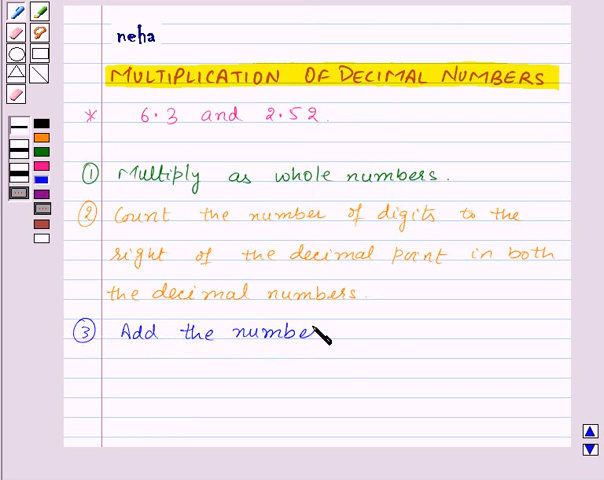 neha
MULTIPLICATION OF DECIMAL NUMBERS
* 6.3 and 2.52.
① Multiply as whole numbers.
② Count the number of digits to the
right of the decimal point in both
the decimal numbers.
③ Add the number